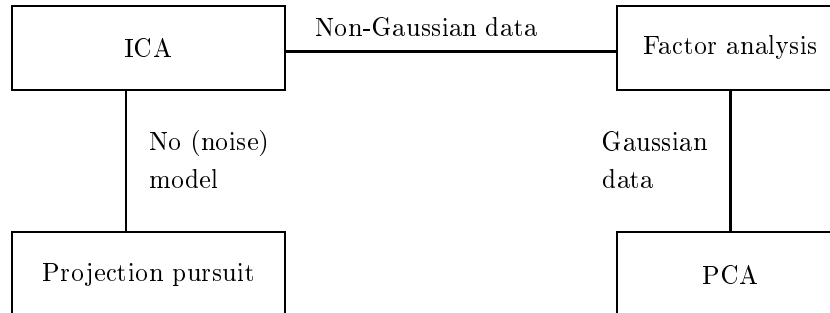 ICA
Non-Gaussian data
Factor analysis
No (noise)
model
Gaussian
data
Projection pursuit
PCA